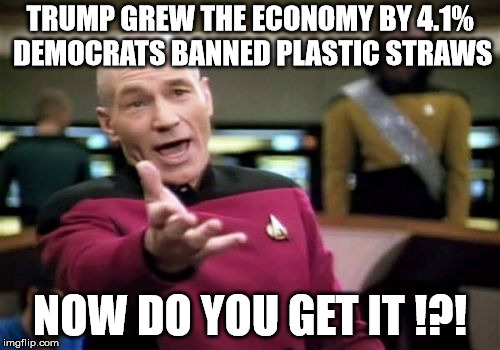 TRUMP GREW THE ECONOMY BY 4.1%
DEMOCRATS BANNED PLASTIC STRAWS
NOW DO YOU GET IT !?!
imgflip.com